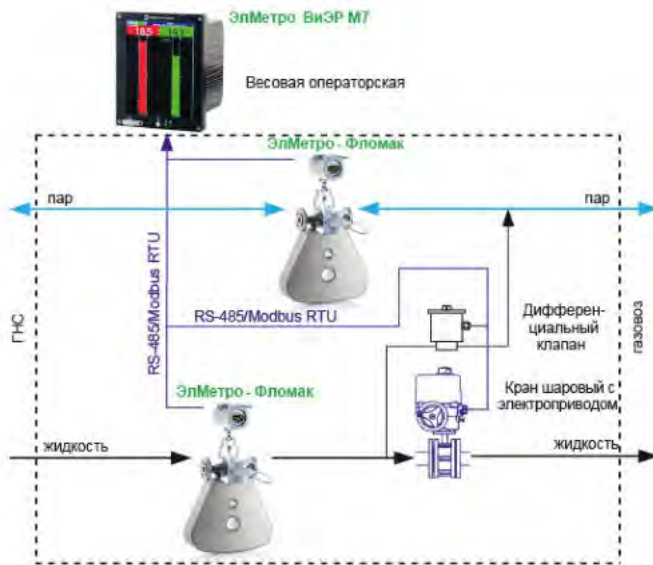 ЭлМетро ВиЭР М7
Весовая операторская
ЭлМетро - Фломак
пар
пар
RS-485/Modbus RTU
RS-485/Modbus RTU
ГНС
газовоз
Дифферен-
циальный
клапан
ЭлМетро - Фломак
Кран шаровый с
электроприводом
жидкость
жидкость